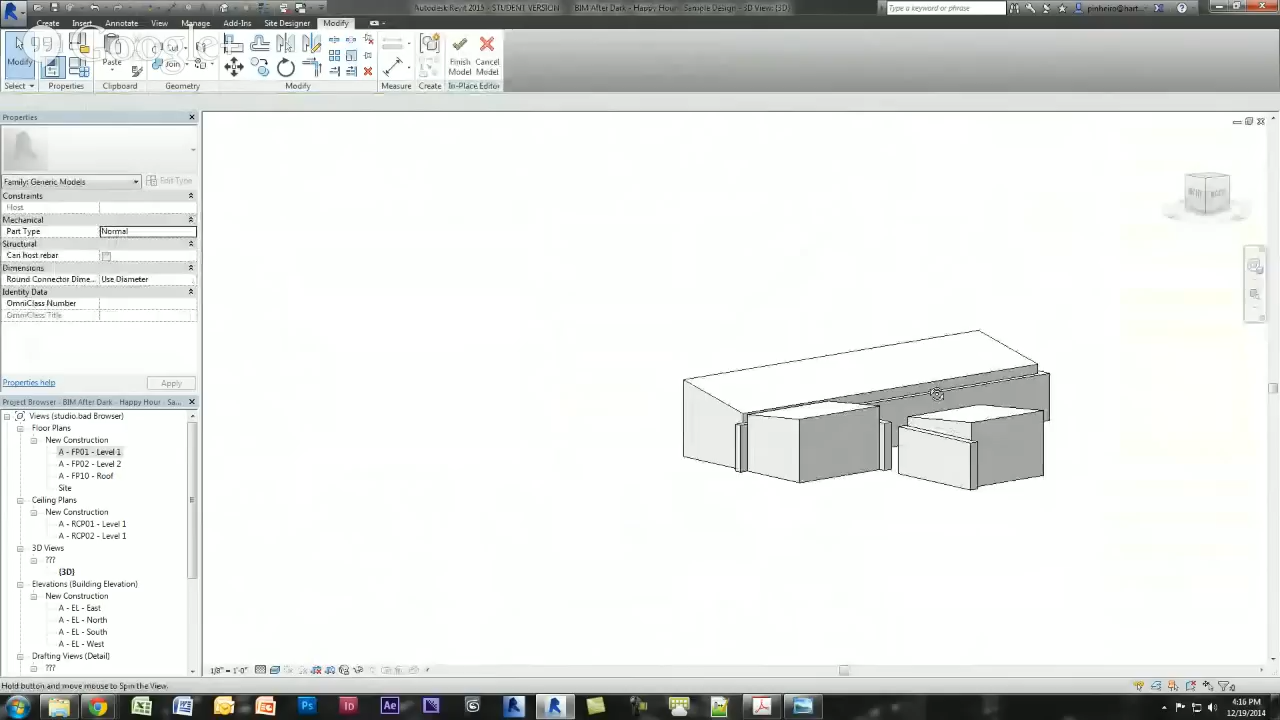 Autodesk Revit 2015 - STUDENT VERSION
BIM After Dark - Happy Hour - Sam
3D View: {3D}
Type a keyword or phrase
pinheiro@hart...
Create
Insert
Annotate
View
Manage
Add-Ins
Site Designer
Modify
Google
Modify
Paste
Join
Finish
Model
Cancel
Model
Select
Properties
Clipboard
Geometry
Modify
Measure
Create
In-Place Editor
Properties
Family: Generic Models
Edit Type
Constraints
Host
Mechanical
Part Type
Normal
Structural
Can host rebar
Dimensions
Round Connector Dime...
Use Diameter
Identity Data
OmniClass Number
OmniClass Title
Properties help
Apply
Project Browser - BIM After Dark - Happy Hour - Sa...
Views (studio.bad Browser)
Floor Plans
New Construction
A - FP01 - Level 1
A - FP02 - Level 2
A - FP10 - Roof
Site
Ceiling Plans
New Construction
A - RCP01 - Level 1
A - RCP02 - Level 1
3D Views
???
{3D}
Elevations (Building Elevation)
New Construction
A - EL - East
A - EL - North
A - EL - South
A - EL - West
Drafting Views (Detail)
???
1/8" = 1'-0"
Hold button and move mouse to Spin the View.
4:16 PM
12/19/2014